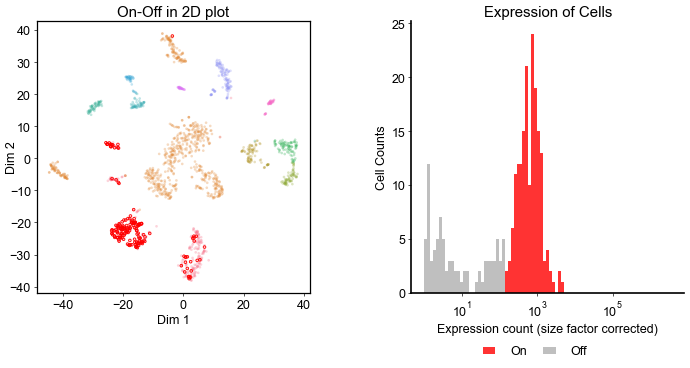 On-Off in 2D plot
Expression of Cells
Dim 2
40
30
20
10
0
−10
−20
−30
−40
−40
−20
0
20
40
Dim 1
Cell Counts
25
20
15
10
5
0
10^1
10^3
10^5
Expression count (size factor corrected)
On
Off